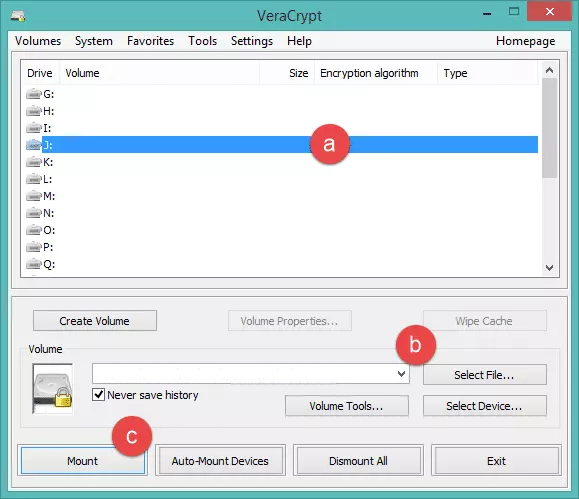 VeraCrypt
Volumes System Favorites Tools Settings Help Homepage
Drive Volume Size Encryption algorithm Type
G:
H:
I:
J: a
K:
L:
M:
N:
O:
P:
Q:
Create Volume Volume Properties... Wipe Cache
b
Volume
Select File...
Never save history
Volume Tools... Select Device...
c
Mount Auto-Mount Devices Dismount All Exit